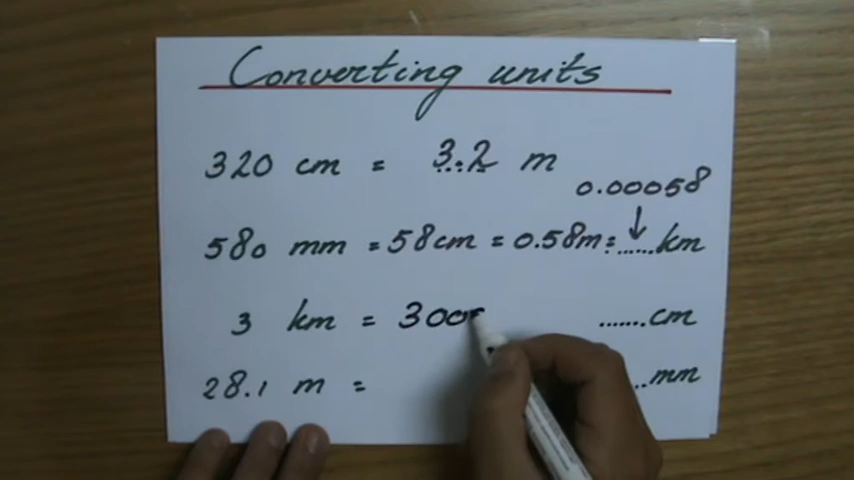 Converting units
320 cm = 3.2 m
0.00058
580 mm = 58cm = 0.58m = ......km
3 km = 300 ......cm
28.1 m = ..mm